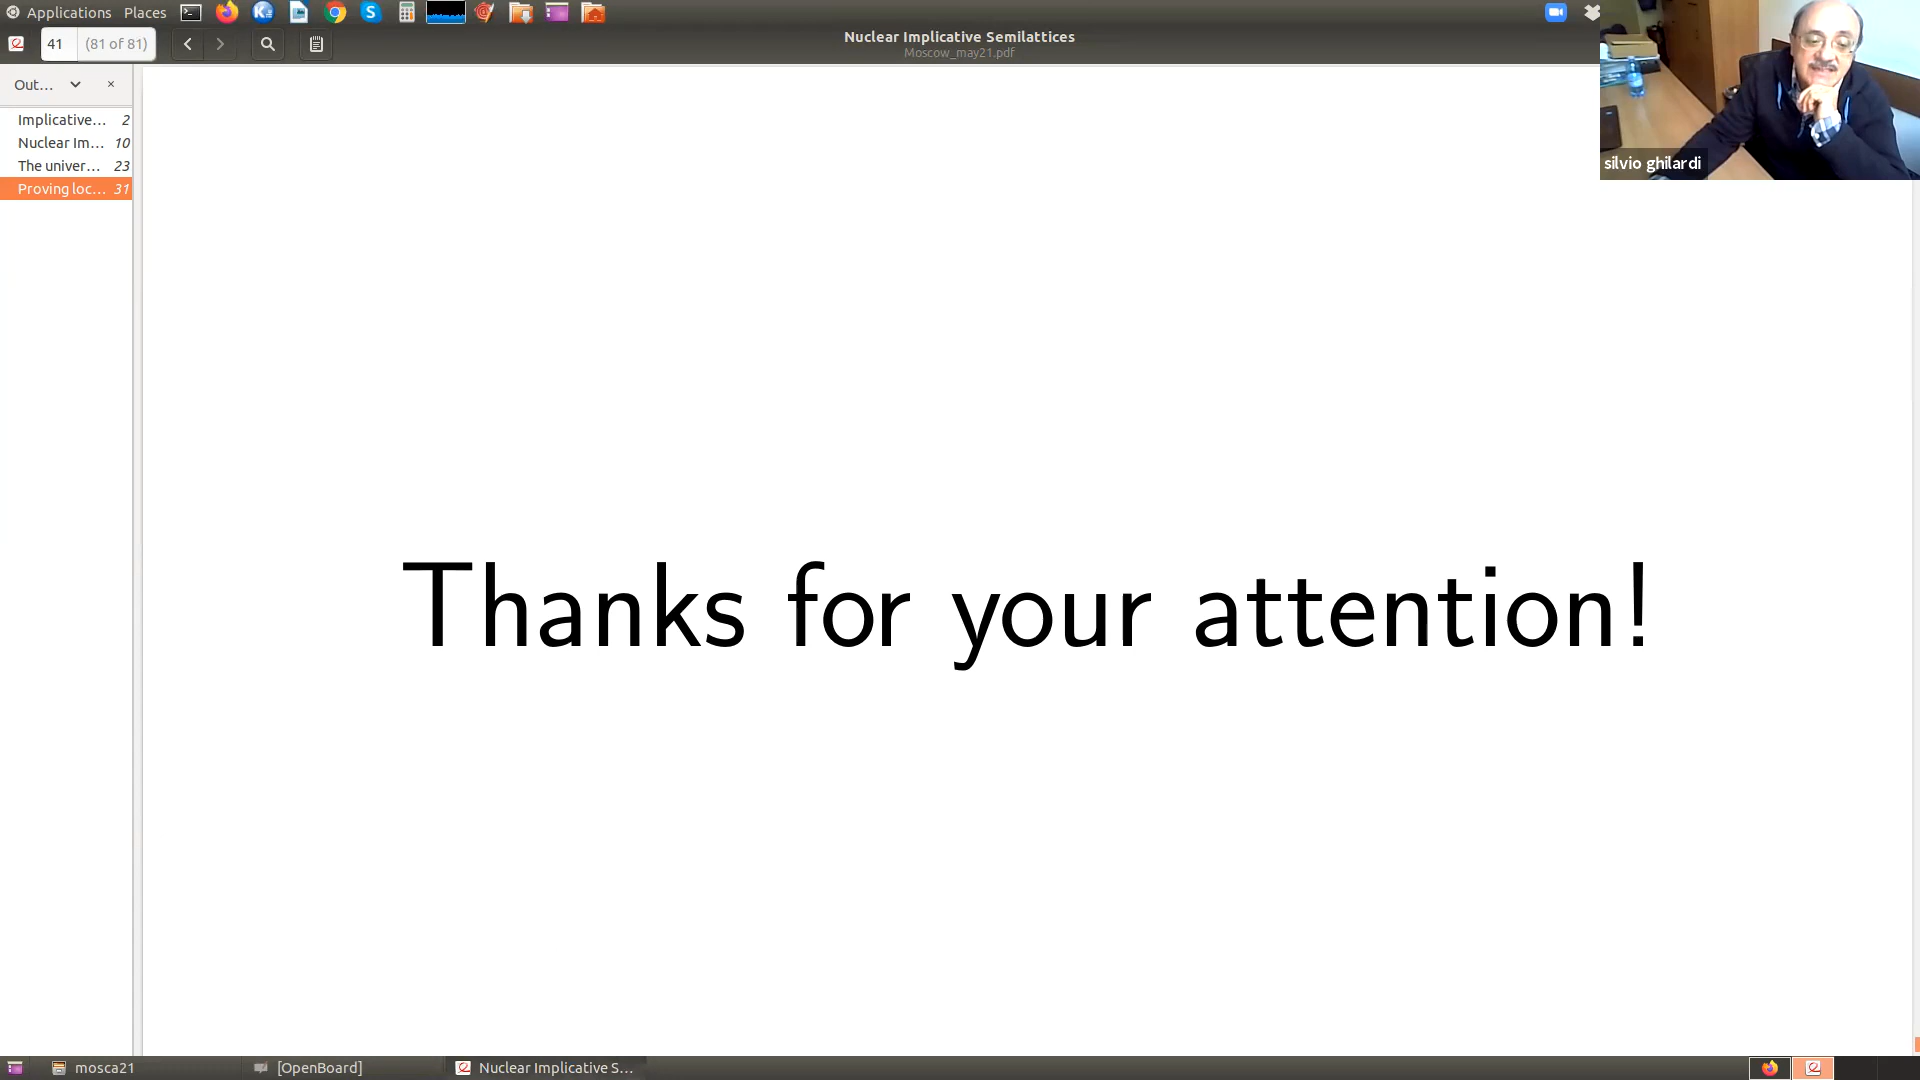 Applications Places
41 (81 of 81)
Nuclear Implicative Semilattices
Moscow_may21.pdf
Out...
Implicative... 2
Nuclear Im... 10
The univer... 23
Proving loc... 31
silvio ghilardi
Thanks for your attention!
mosca21 [OpenBoard] Nuclear Implicative S...